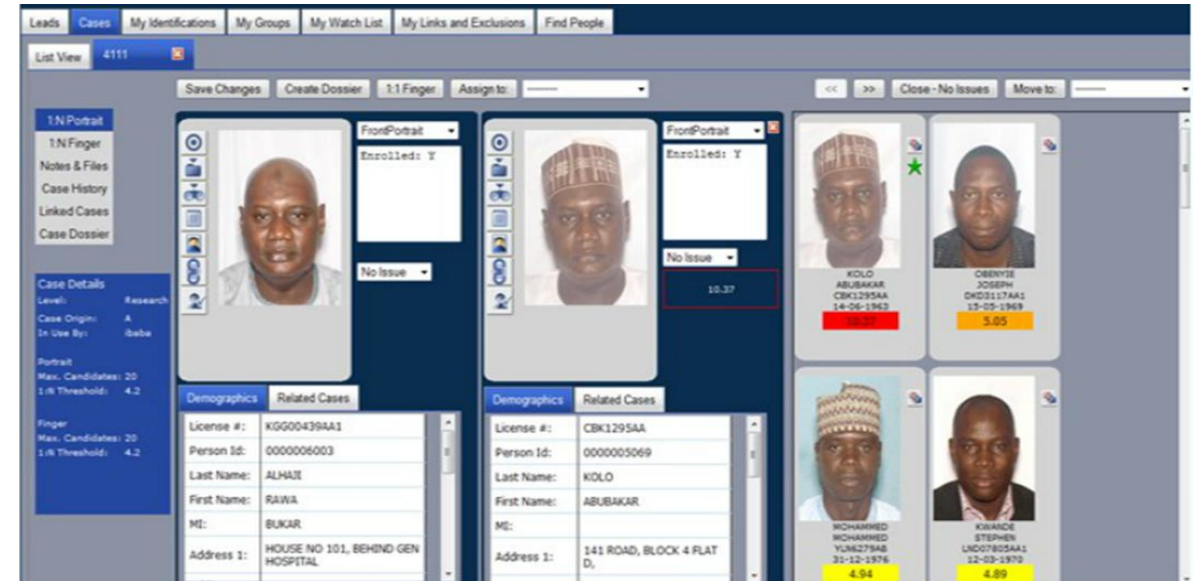 Leads Cases My Identifications My Groups My Watch List My Links and Exclusions Find People
List View 4111
Save Changes Create Dossier 1:1 Finger Assign to: -------- << >> Close - No Issues Move to: --------
1:N Portrait
1:N Finger
Notes & Files
Case History
Linked Cases
Case Dossier
Case Details
Level: Research
Case Origin: A
In Use By: ibaba
Portrait
Max. Candidates: 20
1:N Threshold: 4.2
Finger
Max. Candidates: 20
1:N Threshold: 4.2
FrontPortrait
Enrolled: Y
No Issue
Demographics Related Cases
License #: KGG00439AA1
Person Id: 0000006003
Last Name: ALHAJI
First Name: RAWA
MI: BUKAR
Address 1: HOUSE NO 101, BEHIND GEN
HOSPITAL
FrontPortrait
Enrolled: Y
No Issue
10.37
Demographics Related Cases
License #: CBK1295AA
Person Id: 0000005069
Last Name: KOLO
First Name: ABUBAKAR
MI:
Address 1: 141 ROAD, BLOCK 4 FLAT
D,
KOLO
ABUBAKAR
CBK1295AA
14-06-1963
10.37
OBENYIE
JOSEPH
DKD3117AA1
15-05-1969
5.05
MOHAMMED
MOHAMMED
YLM6279AB
31-12-1976
4.94
KWANDE
STEPHEN
LND07805AA1
12-03-1970
4.89